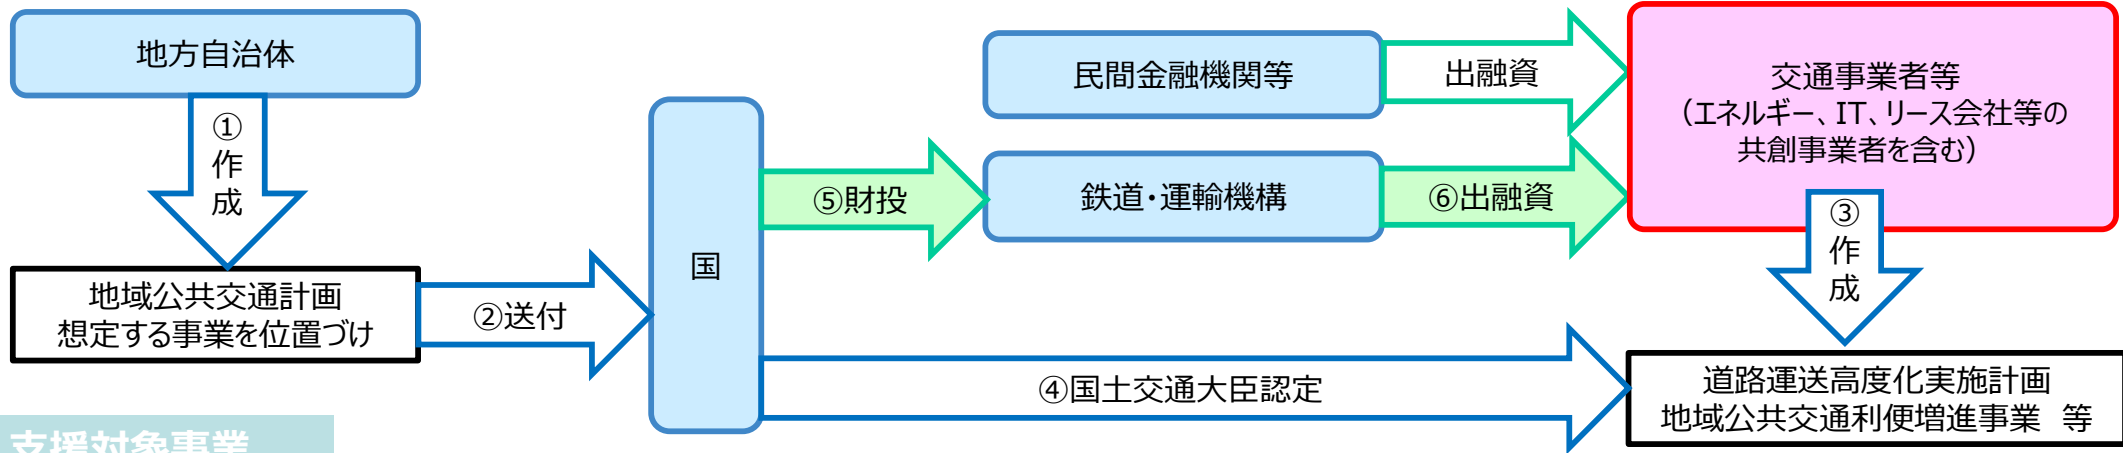 地方自治体
①
作
成
地域公共交通計画
想定する事業を位置づけ
②送付
国
⑤財投
民間金融機関等
出融資
鉄道・運輸機構
⑥出融資
交通事業者等
（エネルギー、IT、リース会社等の
共創事業者を含む）
③
作
成
④国土交通大臣認定
道路運送高度化実施計画
地域公共交通利便増進事業　等
支援対象事業